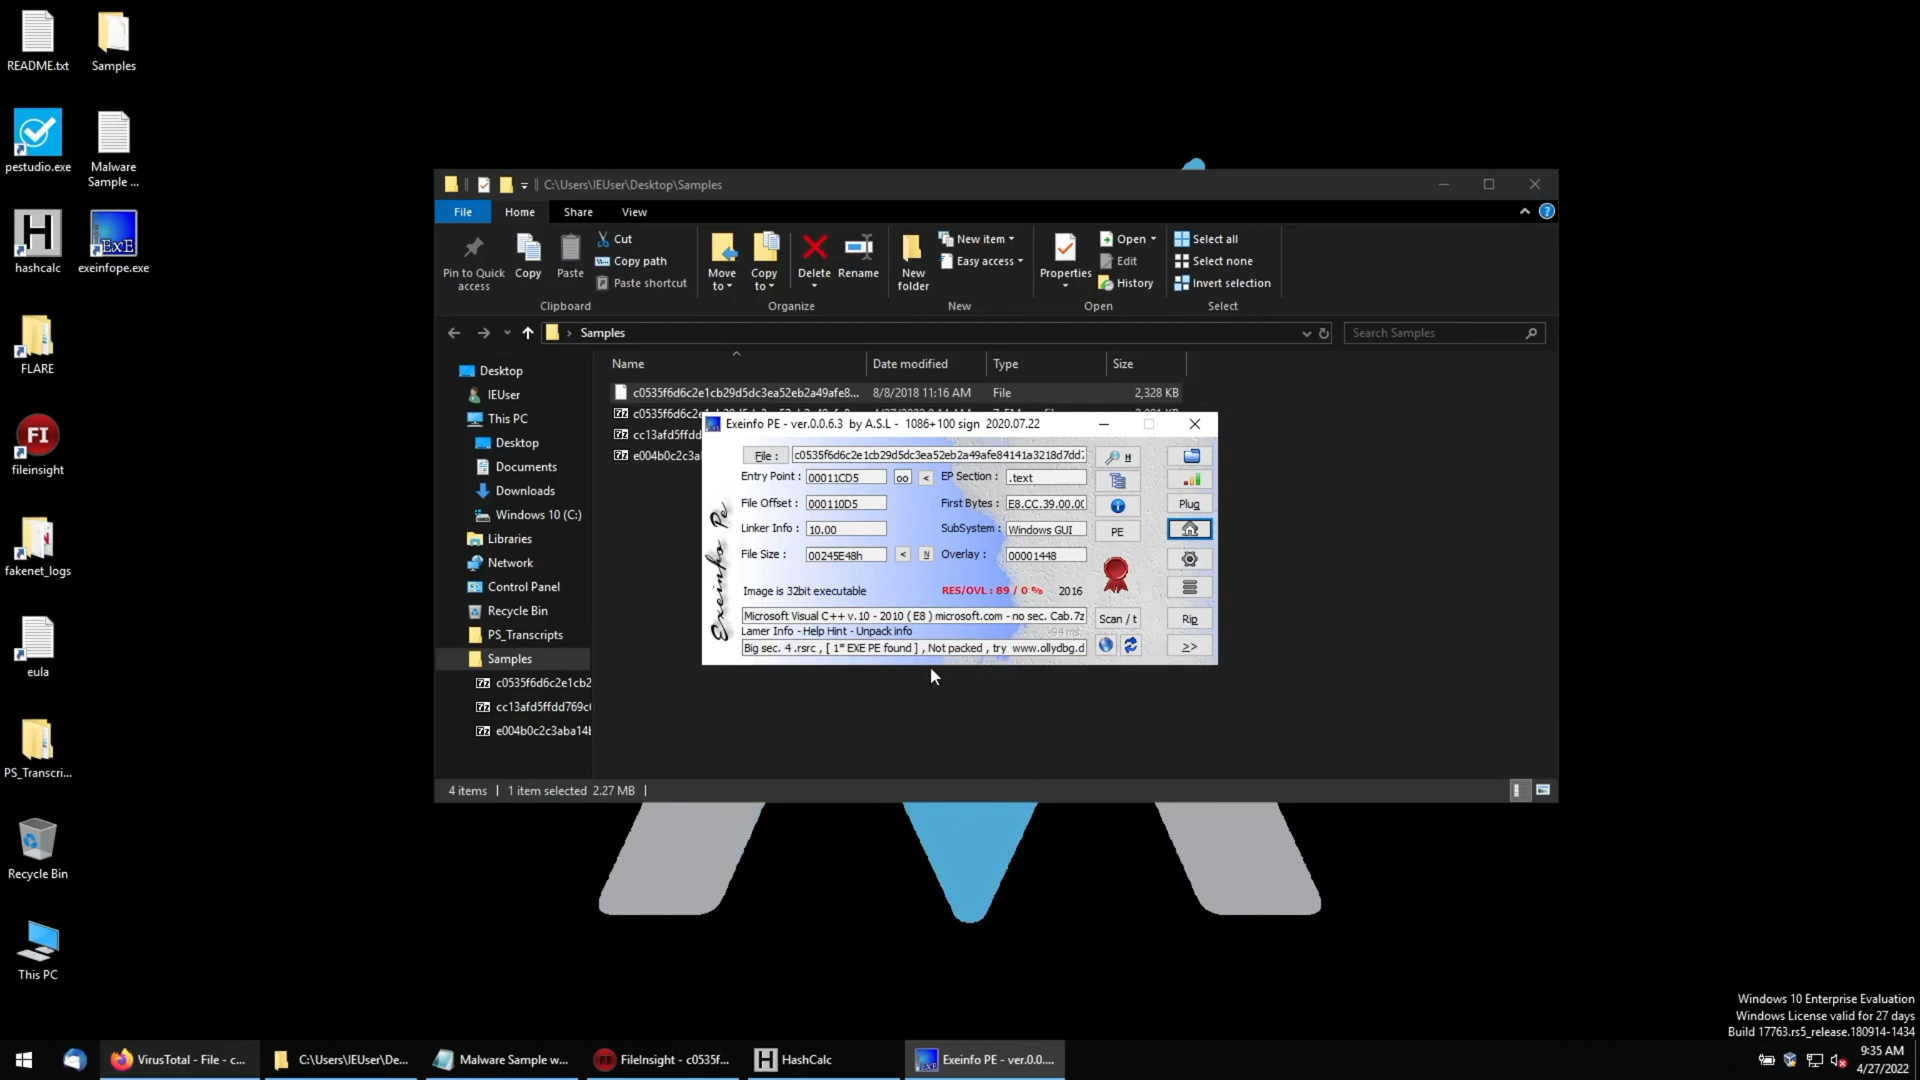 README.txt
Samples
pestudio.exe
Malware
Sample ...
hashcalc
exeinfope.exe
FLARE
fileinsight
fakenet_logs
eula
PS_Transcri...
Recycle Bin
This PC
C:\Users\IEUser\Desktop\Samples
File Home Share View
Pin to Quick
access
Copy
Paste
Cut
Copy path
Paste shortcut
Clipboard
Move
to
Copy
to
Delete
Rename
Organize
New
folder
New item
Easy access
New
Properties
Open
Edit
History
Open
Select all
Select none
Invert selection
Select
Samples
Search Samples
Desktop
IEUser
This PC
Desktop
Documents
Downloads
Windows 10 (C:)
Libraries
Network
Control Panel
Recycle Bin
PS_Transcripts
Samples
c0535f6d6c2e1cb2
cc13afd5ffdd769c
e004b0c2c3aba14
Name Date modified Type Size
c0535f6d6c2e1cb29d5dc3ea52eb2a49afe8... 8/8/2018 11:16 AM File 2,328 KB
c0535f6d6c2e
cc13afd5ffdd
e004b0c2c3a
Exeinfo PE - ver.0.0.6.3 by A.S.L - 1086+100 sign 2020.07.22
Exeinfo Pe
File : c0535f6d6c2e1cb29d5dc3ea52eb2a49afe84141a3218d7dd7
H
Entry Point : 00011CD5 oo < EP Section : .text
File Offset : 000110D5 First Bytes : E8.CC.39.00.00
Plug
Linker Info : 10.00 SubSystem : Windows GUI PE
File Size : 00245E48h < N Overlay : 00001448
Image is 32bit executable RES/OVL : 89 / 0 % 2016
Microsoft Visual C++ v.10 - 2010 ( E8 ) microsoft.com - no sec. Cab.7z Scan / t Rip
Lamer Info - Help Hint - Unpack info
Big sec. 4 .rsrc , [ 1* EXE PE found ] , Not packed , try www.ollydbg.d >>
4 items 1 item selected 2.27 MB
Windows 10 Enterprise Evaluation
Windows License valid for 27 days
Build 17763.rs5_release.180914-1434
VirusTotal - File - c...
C:\Users\IEUser\De...
Malware Sample w...
FI
FileInsight - c0535f...
H
HashCalc
Exeinfo PE - ver.0.0....
9:35 AM
4/27/2022